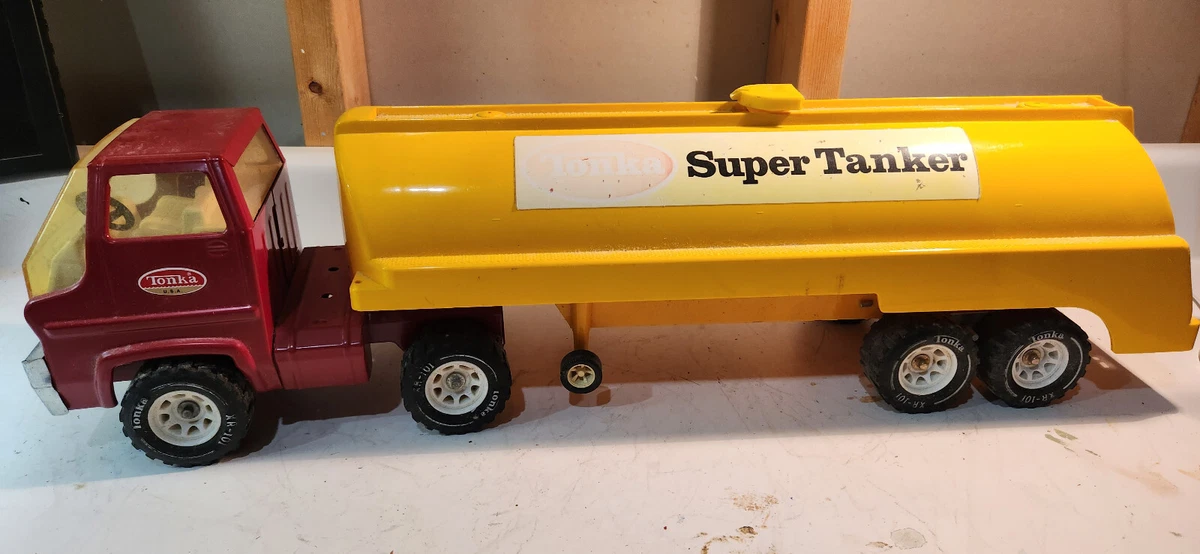 Tonka Super Tanker
Tonka
U.S.A.
Tonka XR-101
XR-101 Tonka
Tonka XR-101
Tonka XR-101